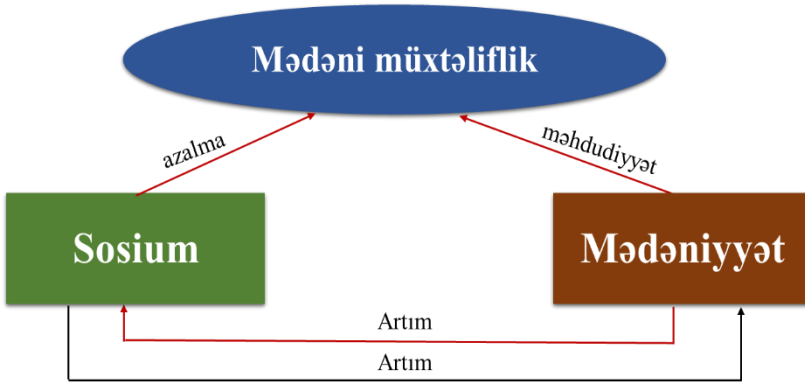 Mədəni müxtəliflik
azalma
məhdudiyyət
Sosium
Mədəniyyət
Artım
Artım